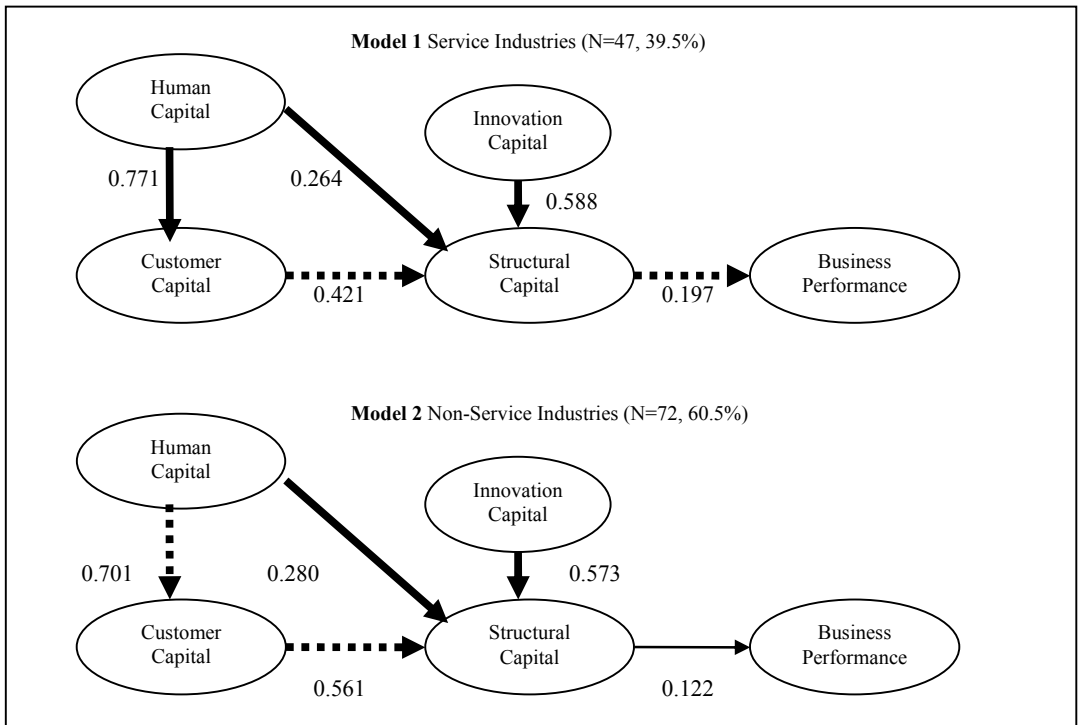 Model 1 Service Industries (N=47, 39.5%)
Human
Capital
Innovation
Capital
0.771
0.264
0.588
Customer
Capital
Structural
Capital
Business
Performance
0.421
0.197
Model 2 Non-Service Industries (N=72, 60.5%)
Human
Capital
Innovation
Capital
0.701
0.280
0.573
Customer
Capital
Structural
Capital
Business
Performance
0.561
0.122